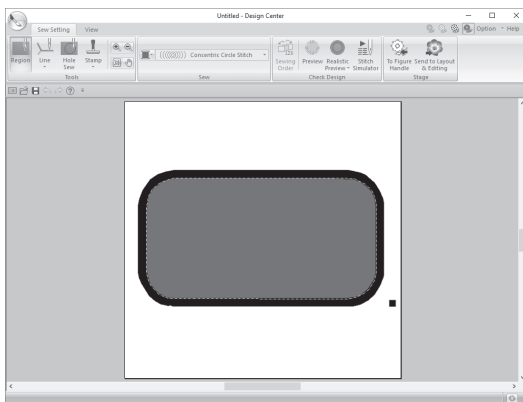 Untitled - Design Center
Sew Setting View
Option Help
Region Line Hole Sew Stamp
Concentric Circle Stitch
Sewing Order Preview Realistic Preview Stitch Simulator To Figure Handle Send to Layout & Editing
Tools Sew Check Design Stage